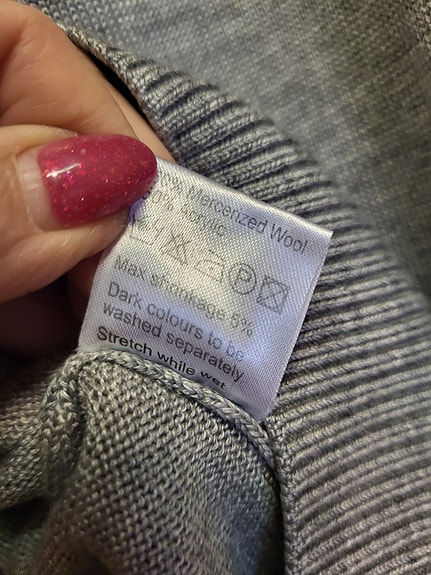 % Mercerized Wool
% Acrylic
P
Max shrinkage 5%
Dark colours to be
washed separately
Stretch while wet